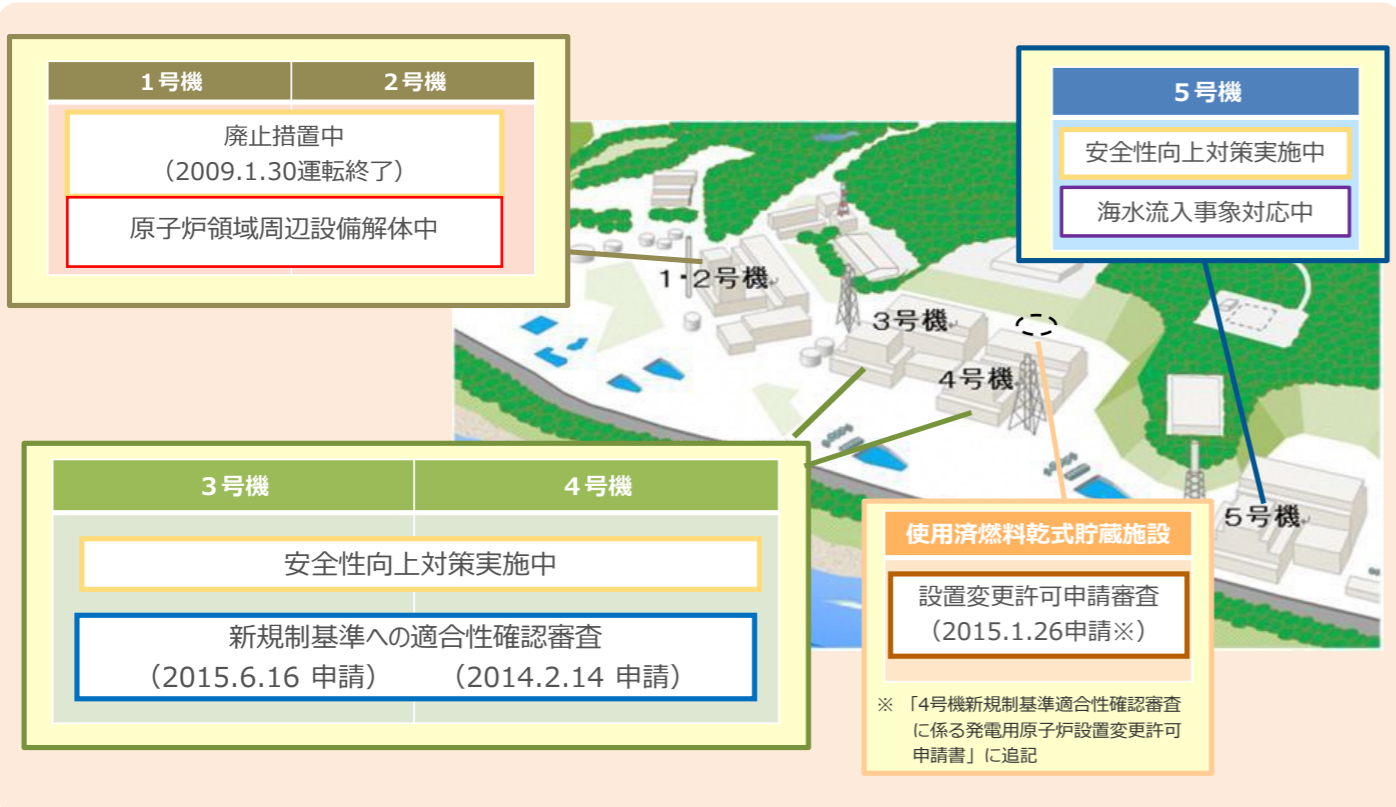 1号機 2号機
廃止措置中
（2009.1.30運転終了）
原子炉領域周辺設備解体中
5号機
安全性向上対策実施中
海水流入事象対応中
1・2号機
3号機
4号機
5号機
3号機 4号機
安全性向上対策実施中
新規制基準への適合性確認審査
（2015.6.16 申請） （2014.2.14 申請）
使用済燃料乾式貯蔵施設
設置変更許可申請審査
（2015.1.26申請※）
※ 「4号機新規制基準適合性確認審査
に係る発電用原子炉設置変更許可
申請書」に追記